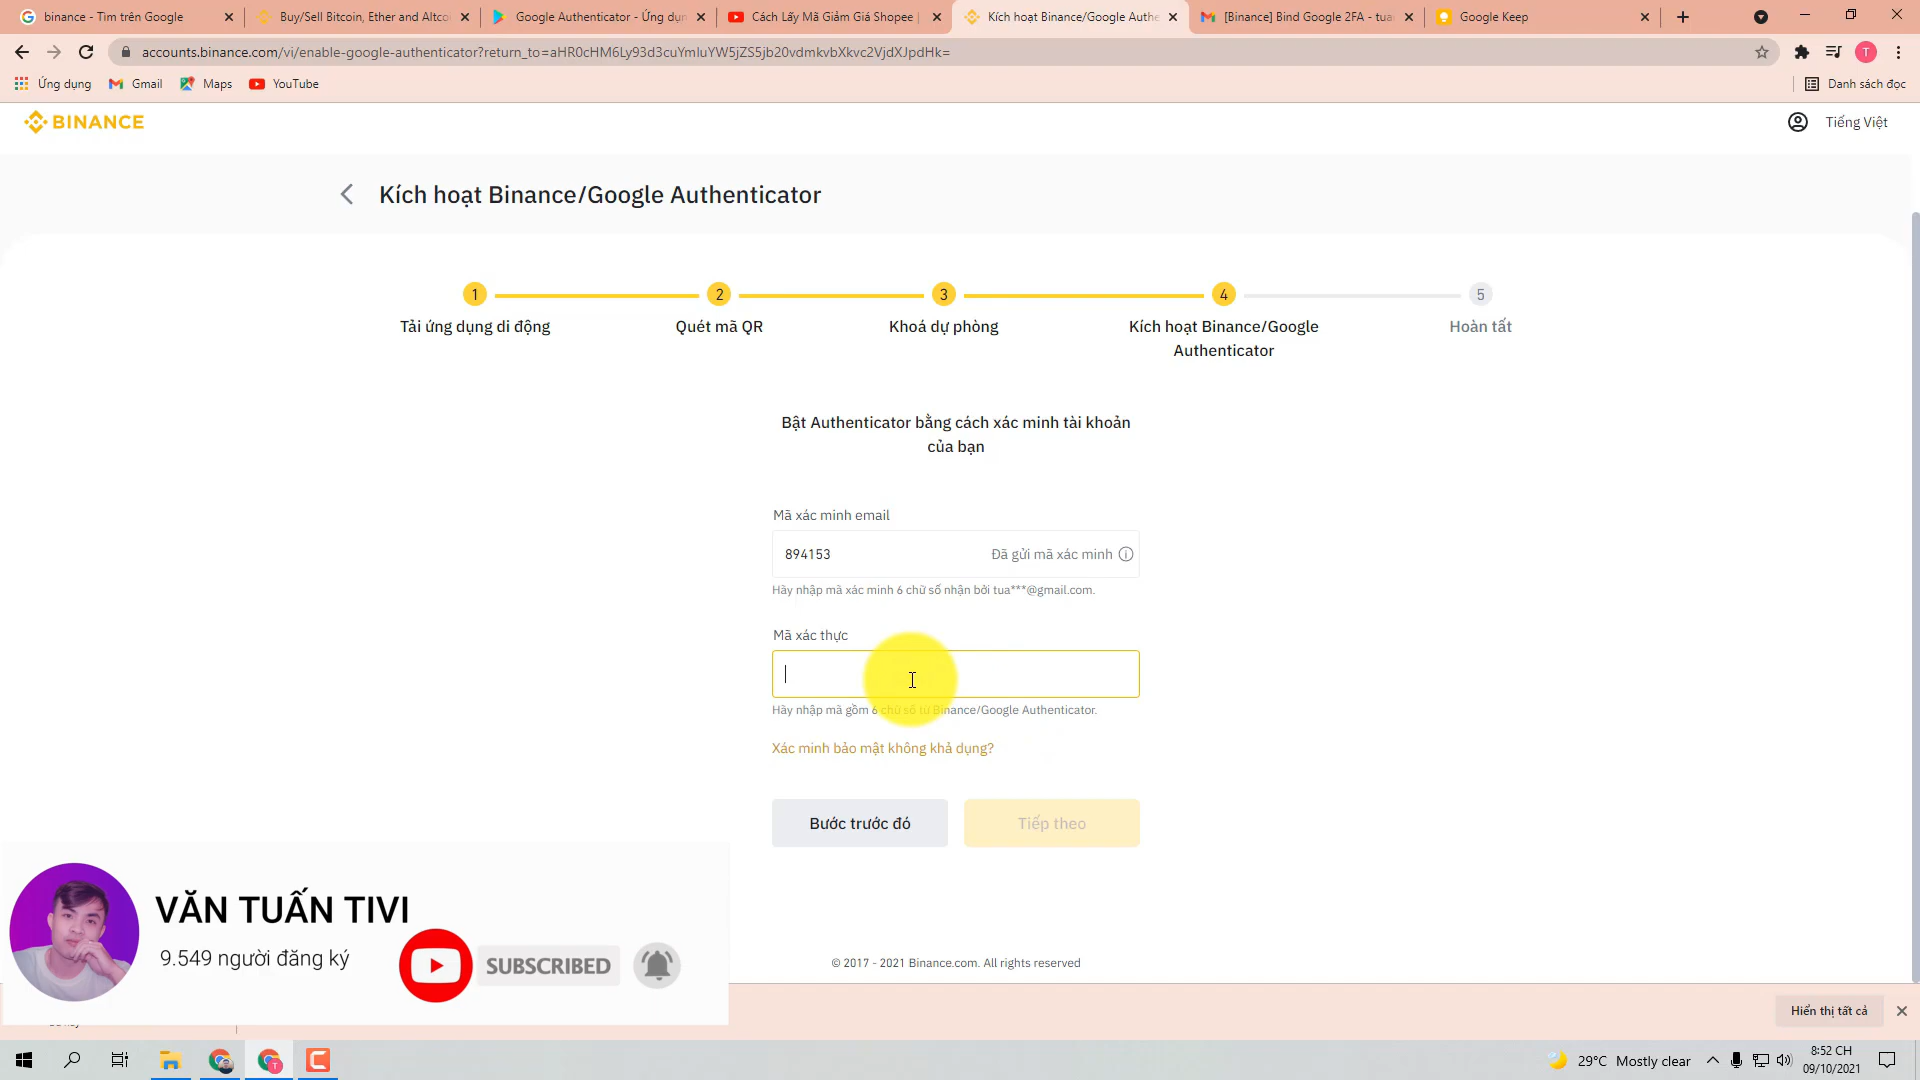 binance - Tìm trên Google
Buy/Sell Bitcoin, Ether and Altco
Google Authenticator - Ứng dụn
Cách Lấy Mã Giảm Giá Shopee
Kích hoạt Binance/Google Authe
[Binance] Bind Google 2FA - tua
Google Keep
accounts.binance.com/vi/enable-google-authenticator?return_to=aHR0cHM6Ly93d3cuYmluYW5jZS5jb20vdmkvbXkvc2VjdXJpdHk=
T
Ứng dụng
Gmail
Maps
YouTube
Danh sách đọc
BINANCE
Tiếng Việt
Kích hoạt Binance/Google Authenticator
1
2
3
4
5
Tải ứng dụng di động
Quét mã QR
Khoá dự phòng
Kích hoạt Binance/Google
Authenticator
Hoàn tất
Bật Authenticator bằng cách xác minh tài khoản
của bạn
Mã xác minh email
894153
Đã gửi mã xác minh
Hãy nhập mã xác minh 6 chữ số nhận bởi tua***@gmail.com.
Mã xác thực
Hãy nhập mã gồm 6 chữ số từ Binance/Google Authenticator.
Xác minh bảo mật không khả dụng?
Bước trước đó
Tiếp theo
VĂN TUẤN TIVI
9.549 người đăng ký
SUBSCRIBED
© 2017 - 2021 Binance.com. All rights reserved
Hiển thị tất cả
29°C Mostly clear
8:52 CH
09/10/2021